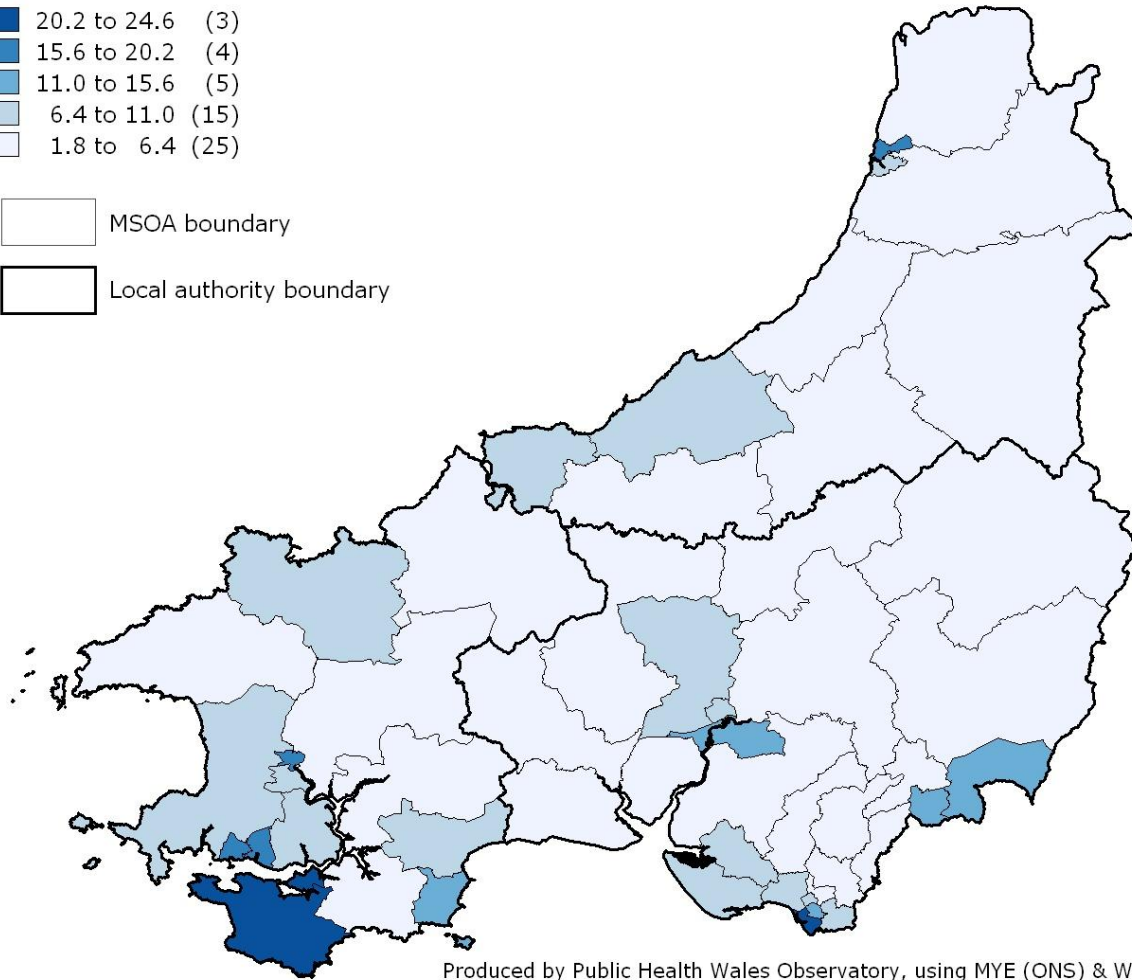 20.2 to 24.6 (3)
15.6 to 20.2 (4)
11.0 to 15.6 (5)
6.4 to 11.0 (15)
1.8 to 6.4 (25)
MSOA boundary
Local authority boundary
Produced by Public Health Wales Observatory, using MYE (ONS) & W